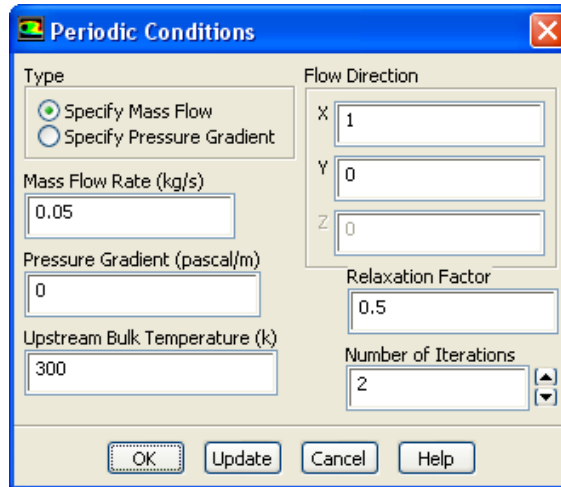 Periodic Conditions
Type
Specify Mass Flow
Specify Pressure Gradient
Mass Flow Rate (kg/s)
0.05
Pressure Gradient (pascal/m)
0
Upstream Bulk Temperature (k)
300
Flow Direction
X 1
Y 0
Z 0
Relaxation Factor
0.5
Number of Iterations
2
OK Update Cancel Help